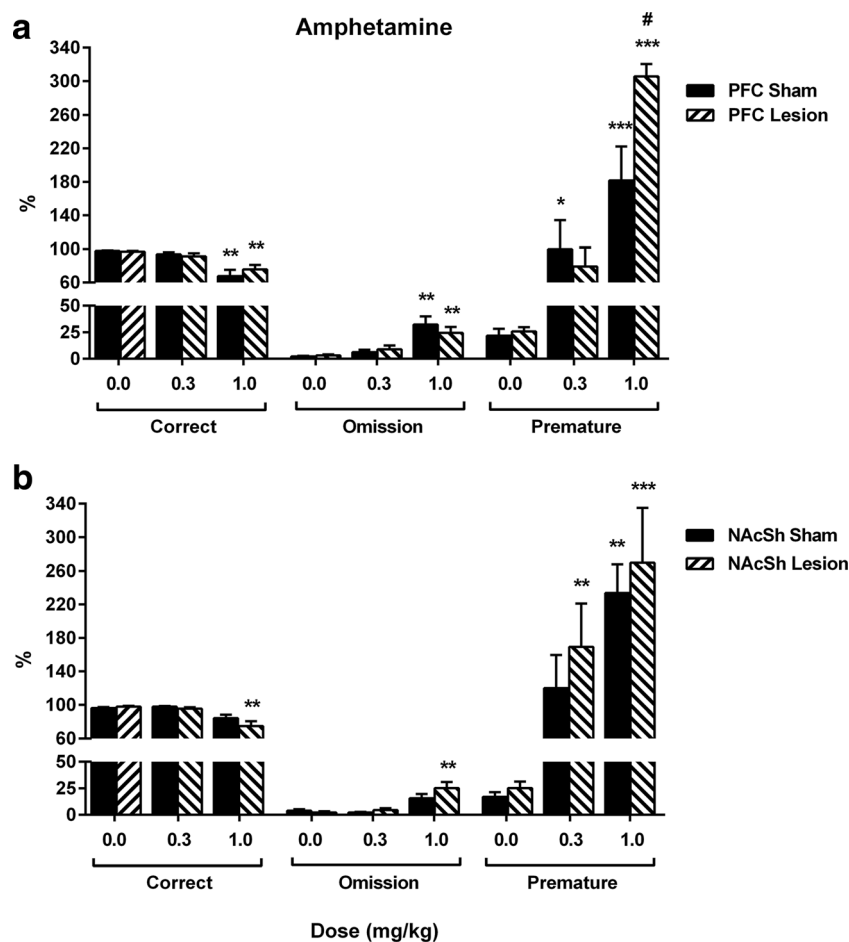 a
Amphetamine
340
300
260
220
180
140
100
60
50
25
0
%
#
***
***
*
** **
** **
PFC Sham
PFC Lesion
0.0 0.3 1.0 0.0 0.3 1.0 0.0 0.3 1.0
Correct Omission Premature
b
340
300
260
220
180
140
100
60
50
25
0
%
***
**
**
**
**
NAcSh Sham
NAcSh Lesion
0.0 0.3 1.0 0.0 0.3 1.0 0.0 0.3 1.0
Correct Omission Premature
Dose (mg/kg)